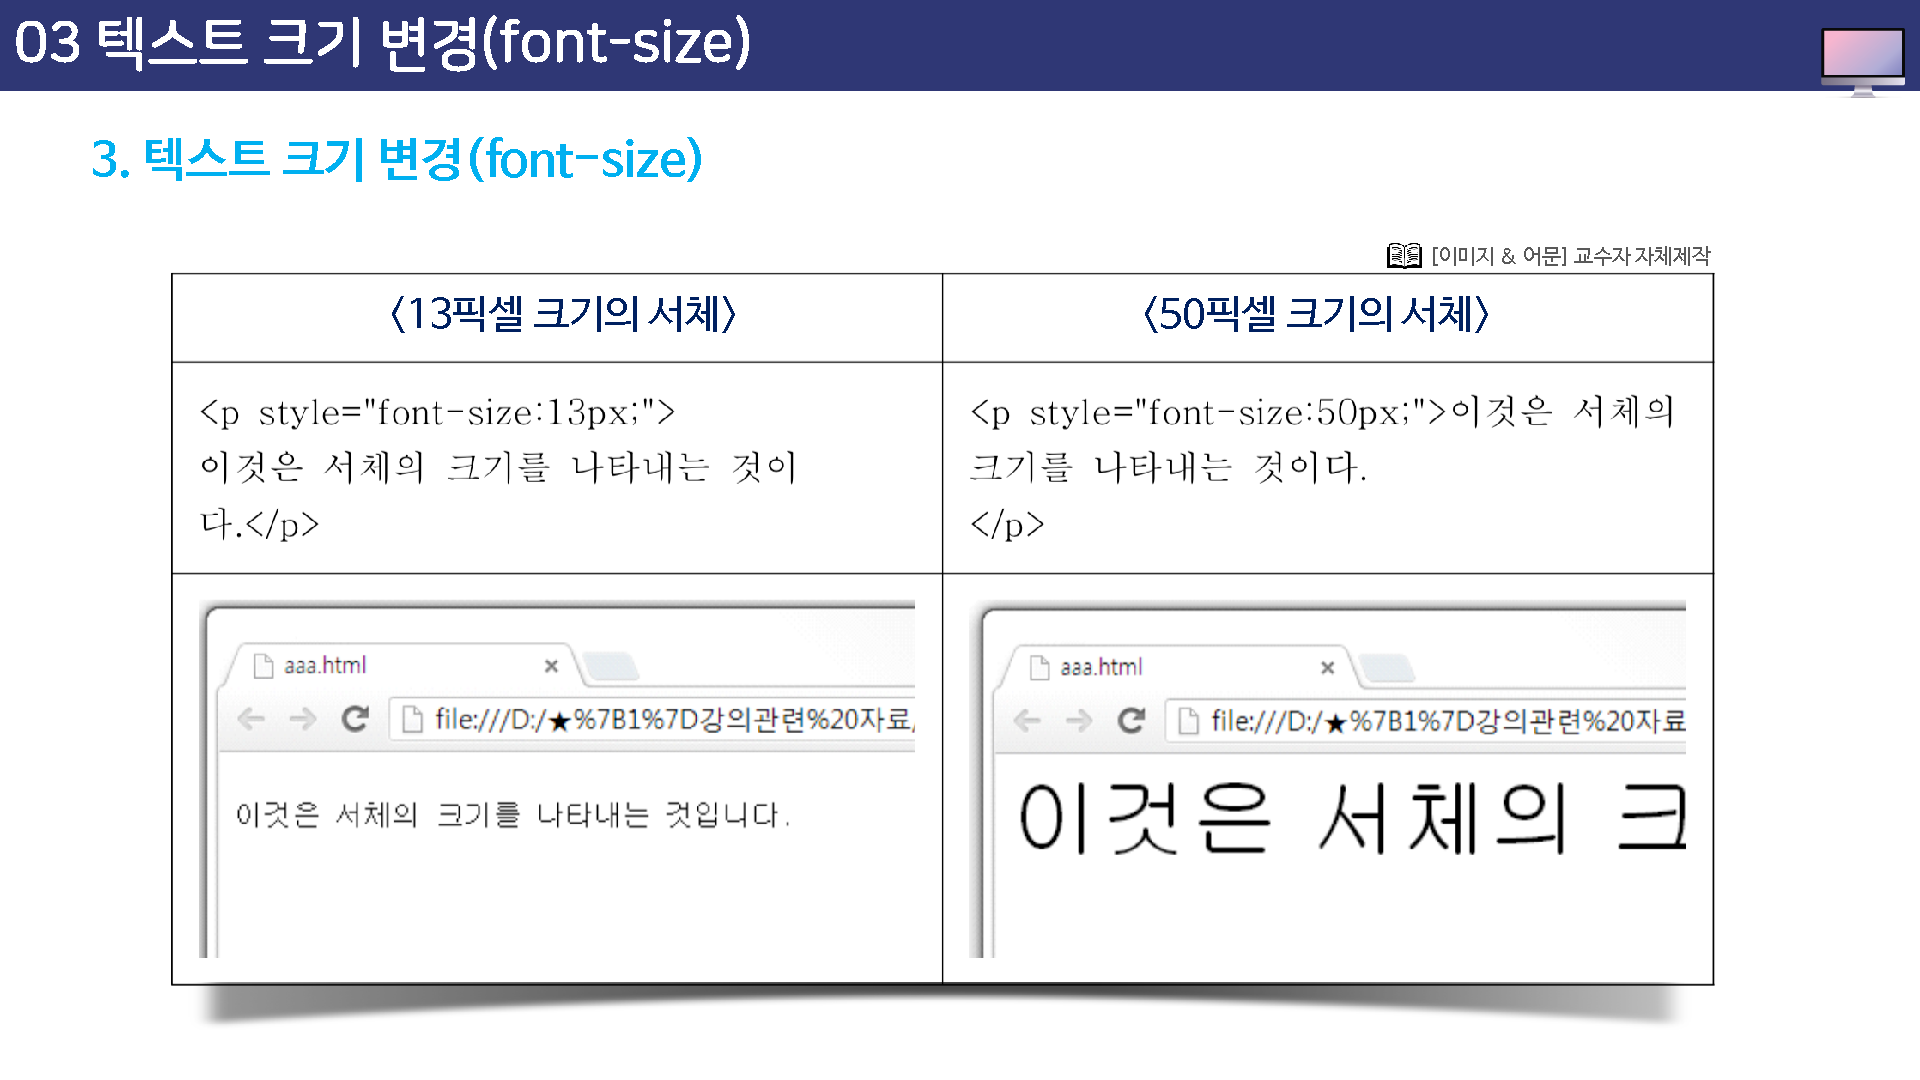 03 텍스트 크기 변경(font-size)
3. 텍스트 크기 변경(font-size)
[이미지 & 어문] 교수자 자체제작
<13픽셀 크기의 서체>
<50픽셀 크기의 서체>
<p style="font-size:13px;">
이것은 서체의 크기를 나타내는 것이
다.</p>
<p style="font-size:50px;">이것은 서체의
크기를 나타내는 것이다.
</p>
aaa.html
file:///D:/★%7B1%7D강의관련%20자료/
이것은 서체의 크기를 나타내는 것입니다.
aaa.html
file:///D:/★%7B1%7D강의관련%20자료
이것은 서체의 크